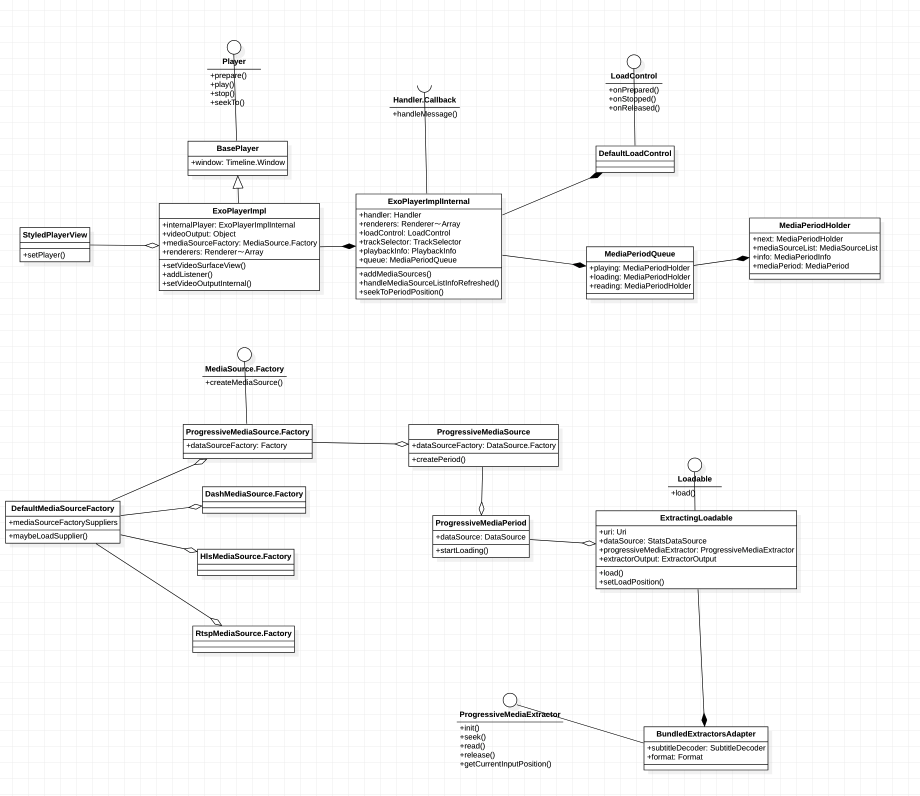 Player
+prepare()
+play()
+stop()
+seekTo()
Handler.Callback
+handleMessage()
LoadControl
+onPrepared()
+onStopped()
+onReleased()
BasePlayer
+window: Timeline.Window
DefaultLoadControl
StyledPlayerView
+setPlayer()
ExoPlayerImpl
+internalPlayer: ExoPlayerImplInternal
+videoOutput: Object
+mediaSourceFactory: MediaSource.Factory
+renderers: Renderer~Array
+setVideoSurfaceView()
+addListener()
+setVideoOutputInternal()
ExoPlayerImplInternal
+handler: Handler
+renderers: Renderer~Array
+loadControl: LoadControl
+trackSelector: TrackSelector
+playbackInfo: PlaybackInfo
+queue: MediaPeriodQueue
+addMediaSources()
+handleMediaSourceListInfoRefreshed()
+seekToPeriodPosition()
MediaPeriodQueue
+playing: MediaPeriodHolder
+loading: MediaPeriodHolder
+reading: MediaPeriodHolder
MediaPeriodHolder
+next: MediaPeriodHolder
+mediaSourceList: MediaSourceList
+info: MediaPeriodInfo
+mediaPeriod: MediaPeriod
MediaSource.Factory
+createMediaSource()
ProgressiveMediaSource.Factory
+dataSourceFactory: Factory
ProgressiveMediaSource
+dataSourceFactory: DataSource.Factory
+createPeriod()
DefaultMediaSourceFactory
+mediaSourceFactorySuppliers
+maybeLoadSupplier()
DashMediaSource.Factory
HlsMediaSource.Factory
RtspMediaSource.Factory
ProgressiveMediaPeriod
+dataSource: DataSource
+startLoading()
Loadable
+load()
ExtractingLoadable
+uri: Uri
+dataSource: StatsDataSource
+progressiveMediaExtractor: ProgressiveMediaExtractor
+extractorOutput: ExtractorOutput
+load()
+setLoadPosition()
ProgressiveMediaExtractor
+init()
+seek()
+read()
+release()
+getCurrentInputPosition()
BundledExtractorsAdapter
+subtitleDecoder: SubtitleDecoder
+format: Format